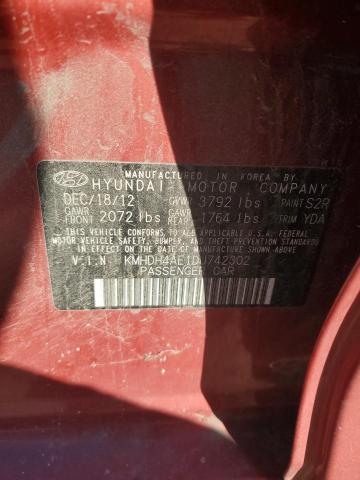 MANUFACTURED IN KOREA BY
HYUNDAI MOTOR COMPANY
DEC/18/12 GVWR 3792 lbs PAINT S2R
GAWR FRONT 2072 lbs GAWR REAR 1764 lbs TRIM YDA
THIS VEHICLE CONFORMS TO ALL APPLICABLE U.S. FEDERAL
MOTOR VEHICLE SAFETY, BUMPER, AND THEFT PREVENTION STANDARDS
IN EFFECT ON THE DATE OF MANUFACTURE SHOWN ABOVE.
V.I.N KMHDH4AE1DU742302
PASSENGER CAR